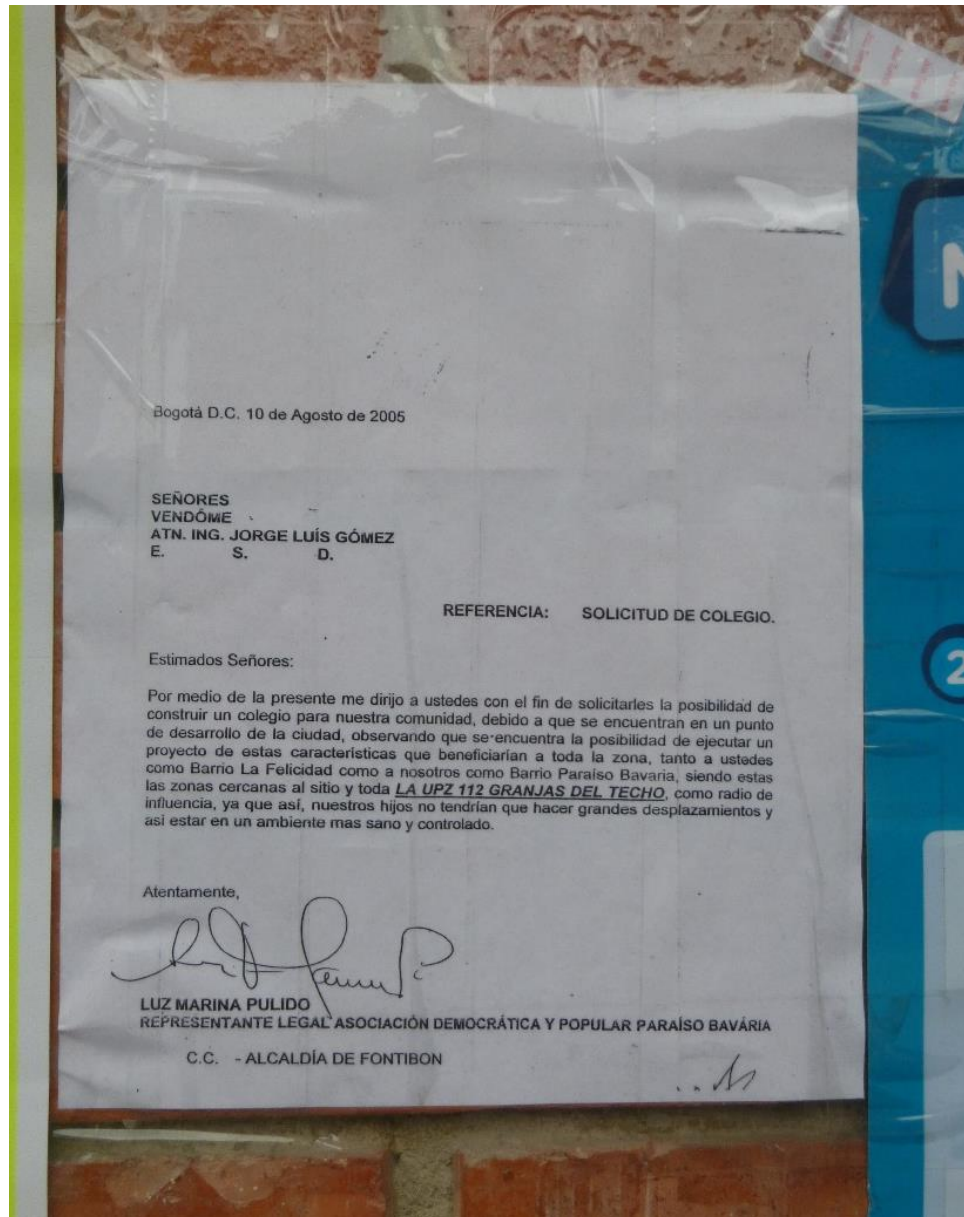 Bogotá D.C. 10 de Agosto de 2005
SEÑORES
VENDÔME
ATN. ING. JORGE LUÍS GÓMEZ
E. S. D.
REFERENCIA: SOLICITUD DE COLEGIO.
Estimados Señores:
Por medio de la presente me dirijo a ustedes con el fin de solicitarles la posibilidad de
construir un colegio para nuestra comunidad, debido a que se encuentran en un punto
de desarrollo de la ciudad, observando que se encuentra la posibilidad de ejecutar un
proyecto de estas características que beneficiarían a toda la zona, tanto a ustedes
como Barrio La Felicidad como a nosotros como Barrio Paraíso Bavaria, siendo estas
las zonas cercanas al sitio y toda LA UPZ 112 GRANJAS DEL TECHO, como radio de
influencia, ya que así, nuestros hijos no tendrían que hacer grandes desplazamientos y
asi estar en un ambiente mas sano y controlado.
Atentamente,
LUZ MARINA PULIDO
REPRESENTANTE LEGAL ASOCIACIÓN DEMOCRÁTICA Y POPULAR PARAÍSO BAVÁRIA
C.C. - ALCALDÍA DE FONTIBON
N
2